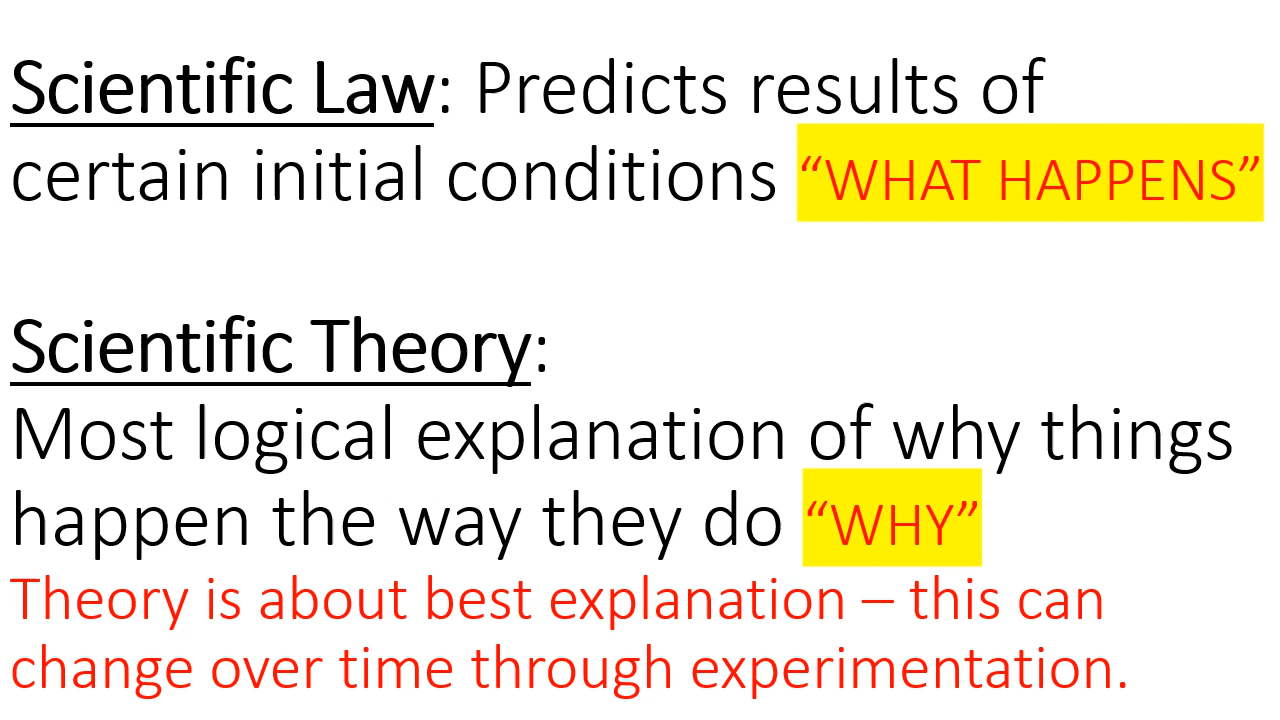 Scientific Law: Predicts results of
certain initial conditions “WHAT HAPPENS”
Scientific Theory:
Most logical explanation of why things
happen the way they do “WHY”
Theory is about best explanation – this can
change over time through experimentation.